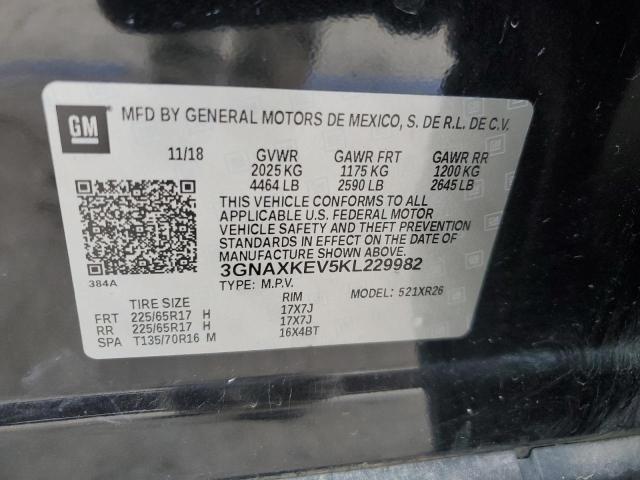 GM
MFD BY GENERAL MOTORS DE MEXICO, S. DE R.L. DE C.V.
11/18 GVWR GAWR FRT GAWR RR
2025 KG 1175 KG 1200 KG
4464 LB 2590 LB 2645 LB
THIS VEHICLE CONFORMS TO ALL
APPLICABLE U.S. FEDERAL MOTOR
VEHICLE SAFETY AND THEFT PREVENTION
STANDARDS IN EFFECT ON THE DATE OF
MANUFACTURE SHOWN ABOVE.
3GNAXKEV5KL229982
384A TYPE: M.P.V. MODEL: 521XR26
TIRE SIZE RIM
FRT 225/65R17 H 17X7J
RR 225/65R17 H 17X7J
SPA T135/70R16 M 16X4BT